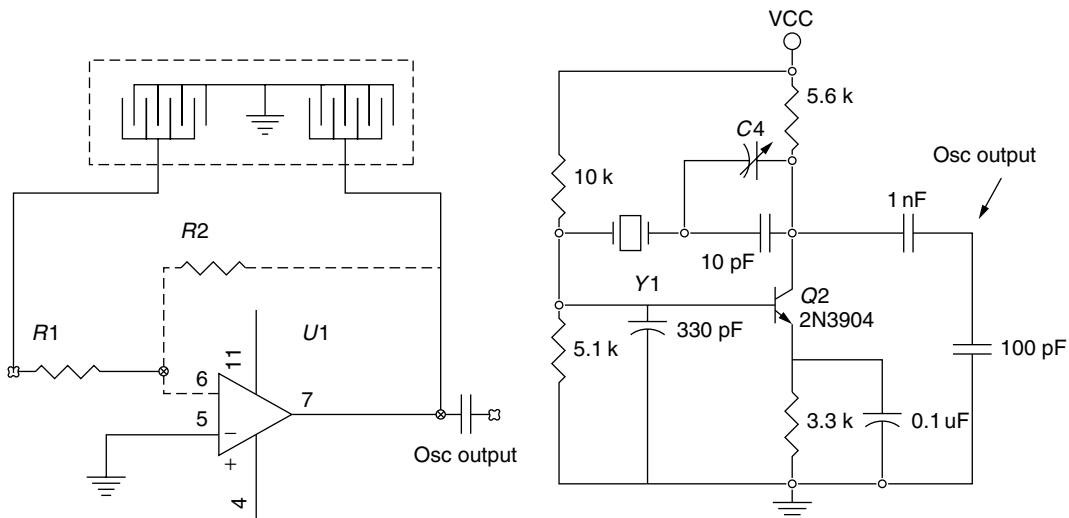 R2
R1
U1
11
6
5
7
−
+
4
Osc output
VCC
5.6 k
C4
10 k
Osc output
1 nF
10 pF
Y1
Q2
2N3904
330 pF
5.1 k
100 pF
3.3 k
0.1 uF